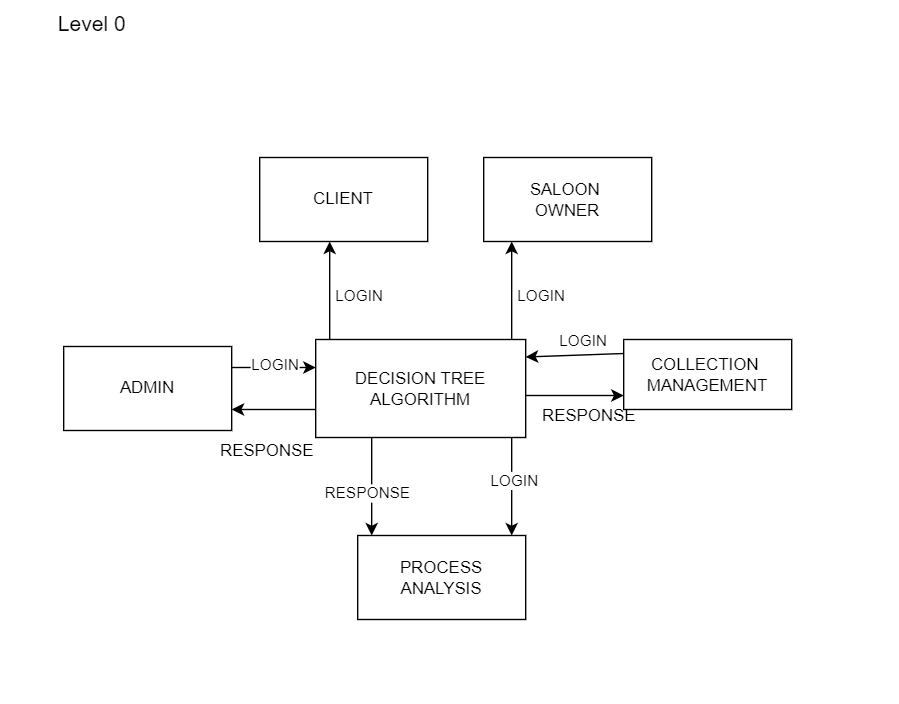 Level 0
CLIENT
SALOON
OWNER
LOGIN
LOGIN
LOGIN
LOGIN
ADMIN
DECISION TREE
ALGORITHM
COLLECTION
MANAGEMENT
RESPONSE
RESPONSE
RESPONSE
LOGIN
PROCESS
ANALYSIS